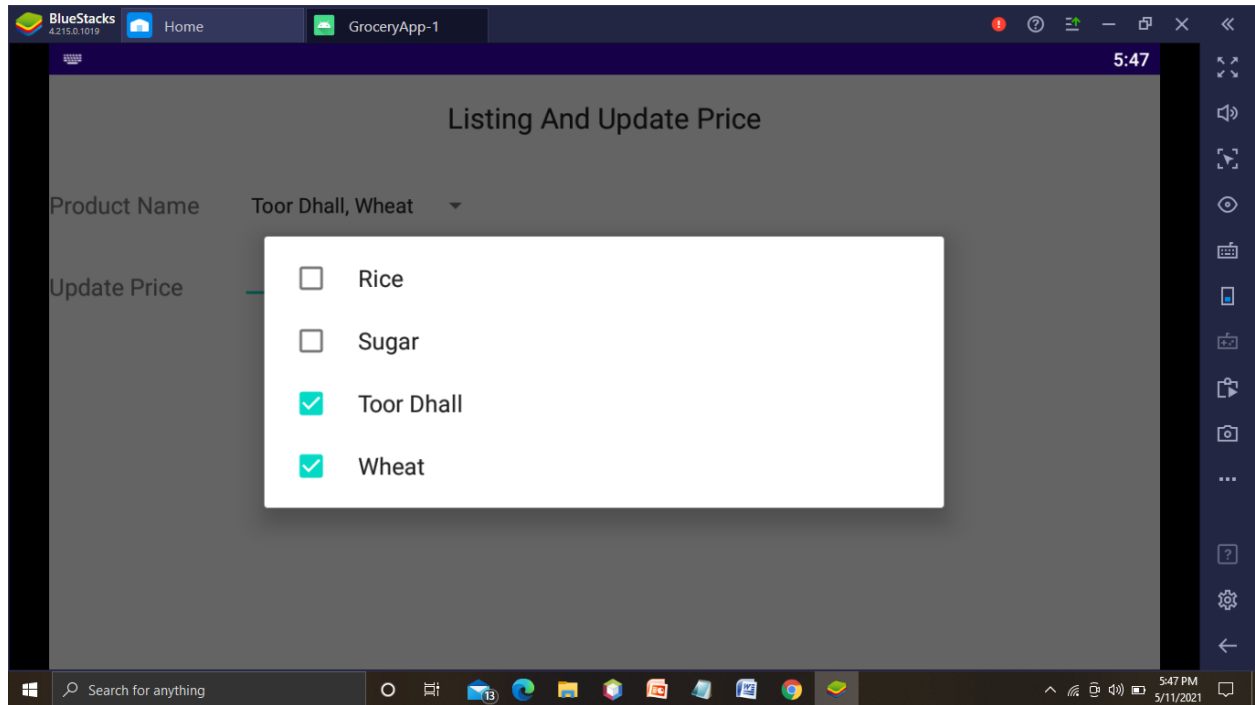 BlueStacks
4.215.0.1019
Home
GroceryApp-1
5:47
Listing And Update Price
Product Name Toor Dhall, Wheat
Update Price
Rice
Sugar
Toor Dhall
Wheat
Search for anything
13
5:47 PM
5/11/2021